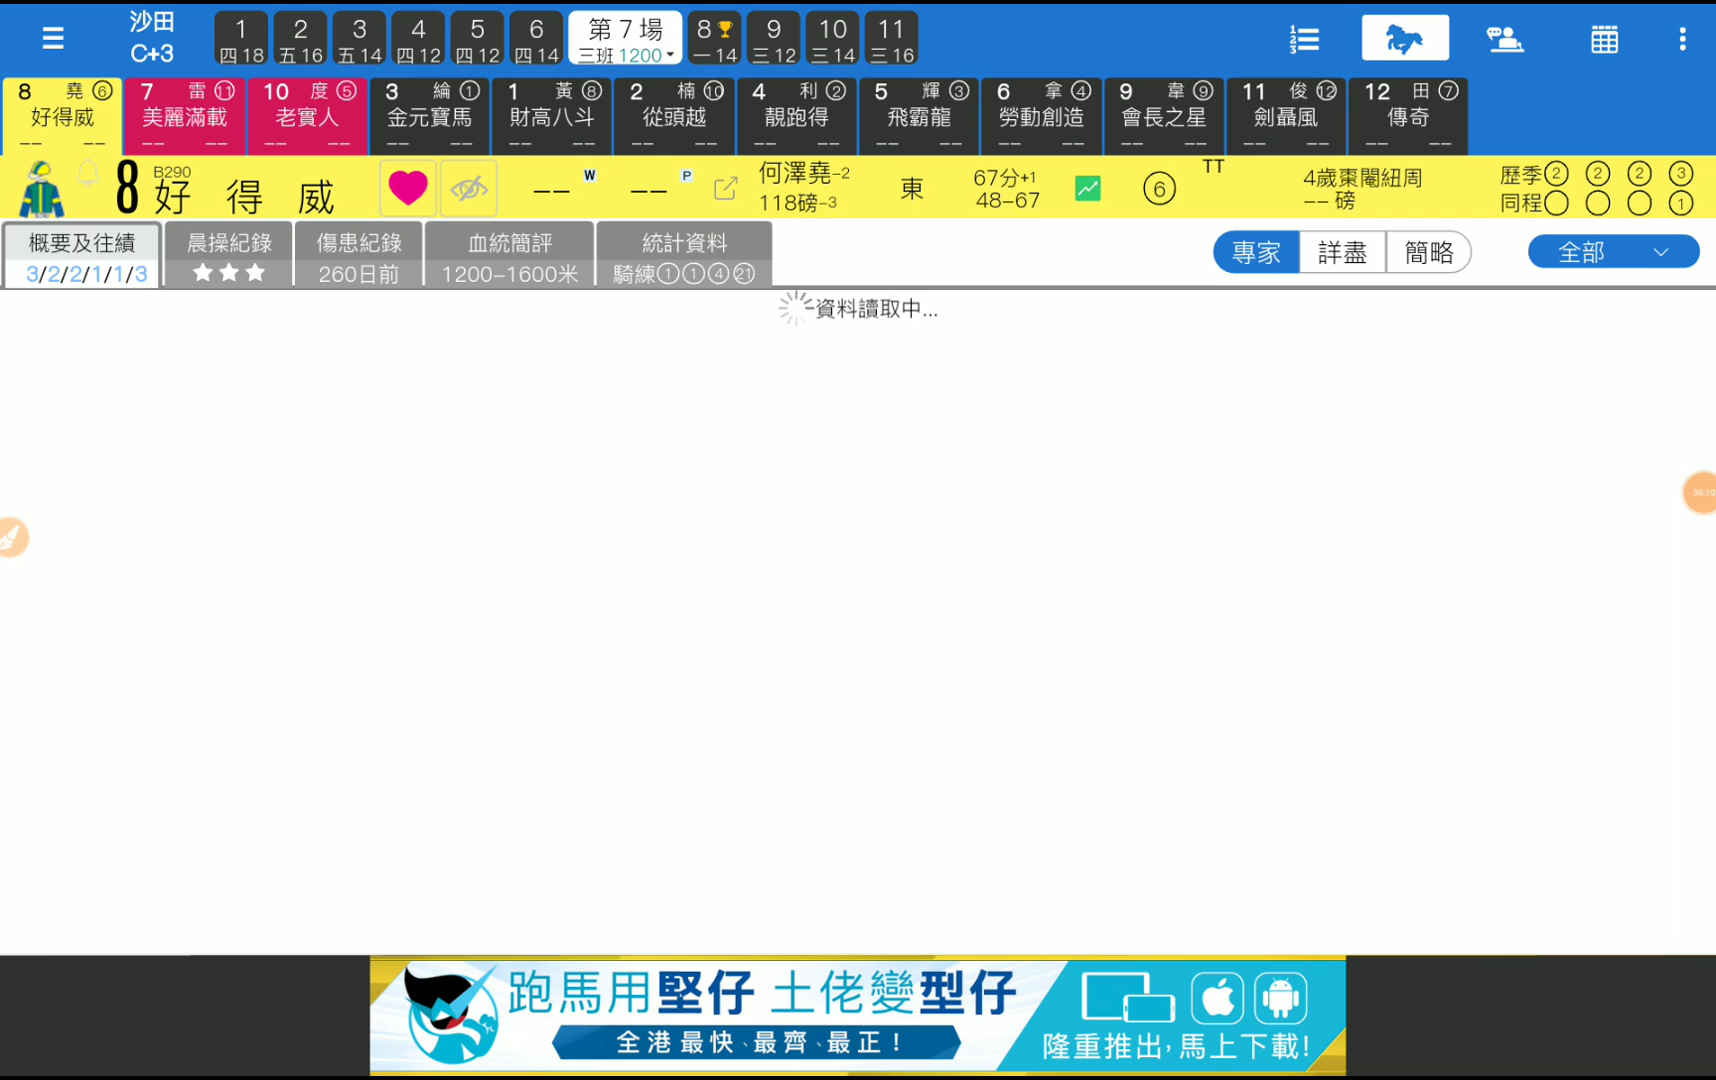 沙田
C+3
1
四 18
2
五 16
3
五 14
4
四 12
5
四 12
6
四 14
第 7 場
三班 1200
8
一 14
9
三 12
10
三 14
11
三 16
8 堯 ⑥
好得威
-- --
7 雷 ⑪
美麗滿載
-- --
10 度 ⑤
老實人
-- --
3 綸 ①
金元寶馬
-- --
1 黃 ⑧
財高八斗
-- --
2 楠 ⑩
從頭越
-- --
4 利 ②
靚跑得
-- --
5 輝 ③
飛霸龍
-- --
6 拿 ④
勞動創造
-- --
9 韋 ⑨
會長之星
-- --
11 俊 ⑫
劍聶風
-- --
12 田 ⑦
傳奇
-- --
8
B290
好 得 威
-- W
-- P
何澤堯-2
118磅-3
東
67分+1
48-67
⑥
TT
4歲棗閹紐周
-- 磅
歷季② ② ② ③
同程○ ○ ○ ①
概要及往績
3/2/2/1/1/3
晨操紀錄
★★★
傷患紀錄
260日前
血統簡評
1200-1600米
統計資料
騎練①①④㉑
專家
詳盡
簡略
全部
資料讀取中...
00:10
跑馬用堅仔 土佬變型仔
全港最快、最齊、最正！
隆重推出，馬上下載！